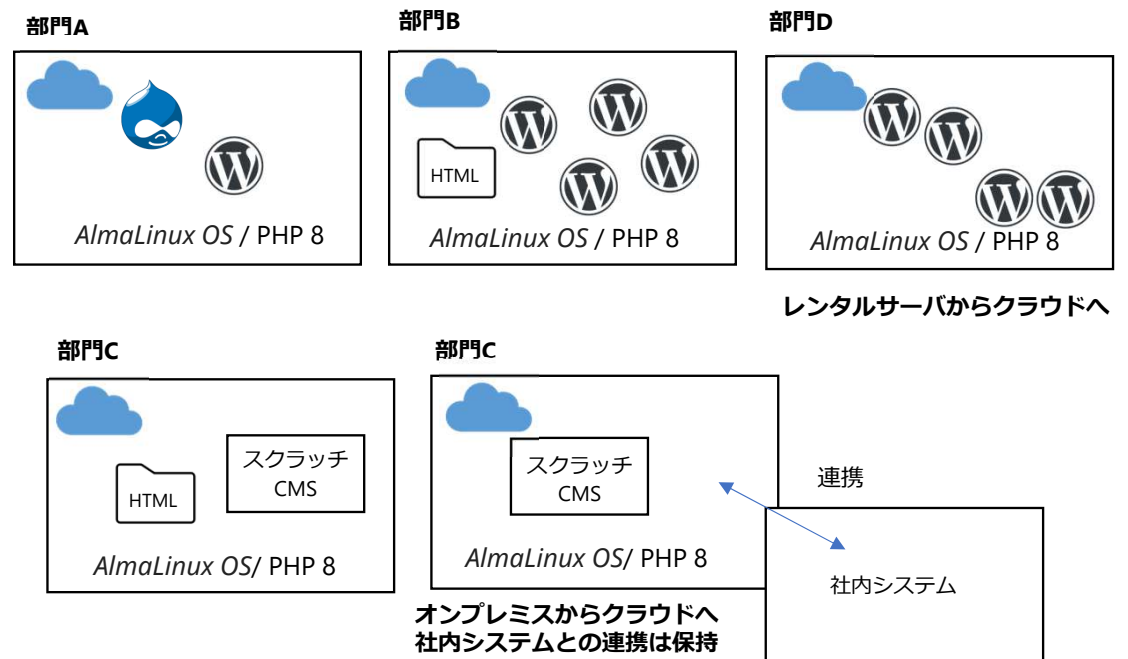 部門A
部門B
部門D
HTML
AlmaLinux OS / PHP 8
AlmaLinux OS / PHP 8
AlmaLinux OS / PHP 8
レンタルサーバからクラウドへ
部門C
部門C
スクラッチ
CMS
HTML
AlmaLinux OS/ PHP 8
スクラッチ
CMS
AlmaLinux OS/ PHP 8
連携
社内システム
オンプレミスからクラウドへ
社内システムとの連携は保持